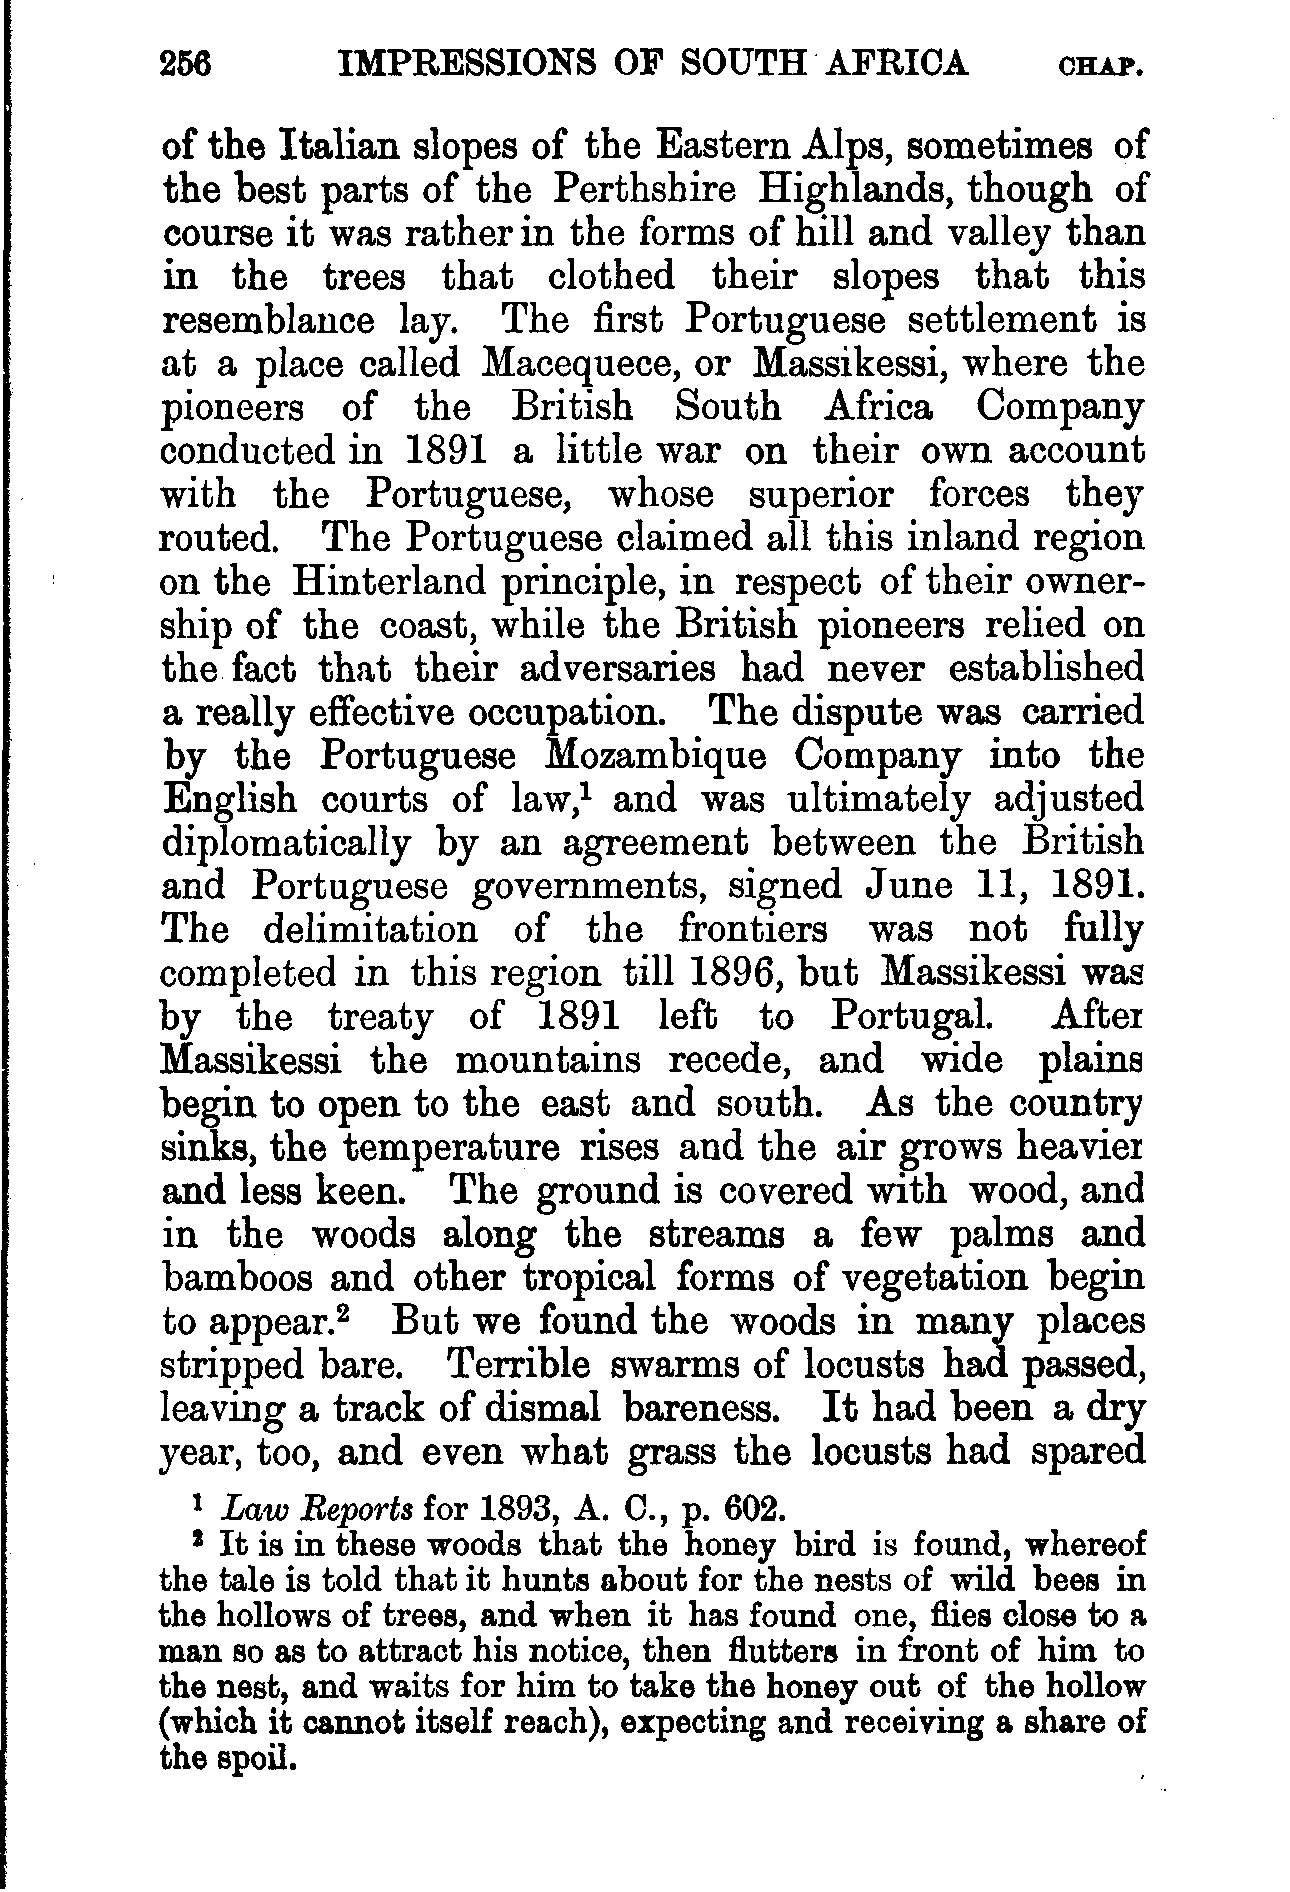 256 IMPRESSIONS OF SOUTH AFRICA CHAP.
of the Italian slopes of the Eastern Alps, sometimes of
the best parts of the Perthshire Highlands, though of
course it was rather in the forms of hill and valley than
in the trees that clothed their slopes that this
resemblance lay. The first Portuguese settlement is
at a place called Macequece, or Massikessi, where the
pioneers of the British South Africa Company
conducted in 1891 a little war on their own account
with the Portuguese, whose superior forces they
routed. The Portuguese claimed all this inland region
on the Hinterland principle, in respect of their owner-
ship of the coast, while the British pioneers relied on
the fact that their adversaries had never established
a really effective occupation. The dispute was carried
by the Portuguese Mozambique Company into the
English courts of law,¹ and was ultimately adjusted
diplomatically by an agreement between the British
and Portuguese governments, signed June 11, 1891.
The delimitation of the frontiers was not fully
completed in this region till 1896, but Massikessi was
by the treaty of 1891 left to Portugal. After
Massikessi the mountains recede, and wide plains
begin to open to the east and south. As the country
sinks, the temperature rises and the air grows heavier
and less keen. The ground is covered with wood, and
in the woods along the streams a few palms and
bamboos and other tropical forms of vegetation begin
to appear.² But we found the woods in many places
stripped bare. Terrible swarms of locusts had passed,
leaving a track of dismal bareness. It had been a dry
year, too, and even what grass the locusts had spared
¹ Law Reports for 1893, A. C., p. 602.
² It is in these woods that the honey bird is found, whereof
the tale is told that it hunts about for the nests of wild bees in
the hollows of trees, and when it has found one, flies close to a
man so as to attract his notice, then flutters in front of him to
the nest, and waits for him to take the honey out of the hollow
(which it cannot itself reach), expecting and receiving a share of
the spoil.